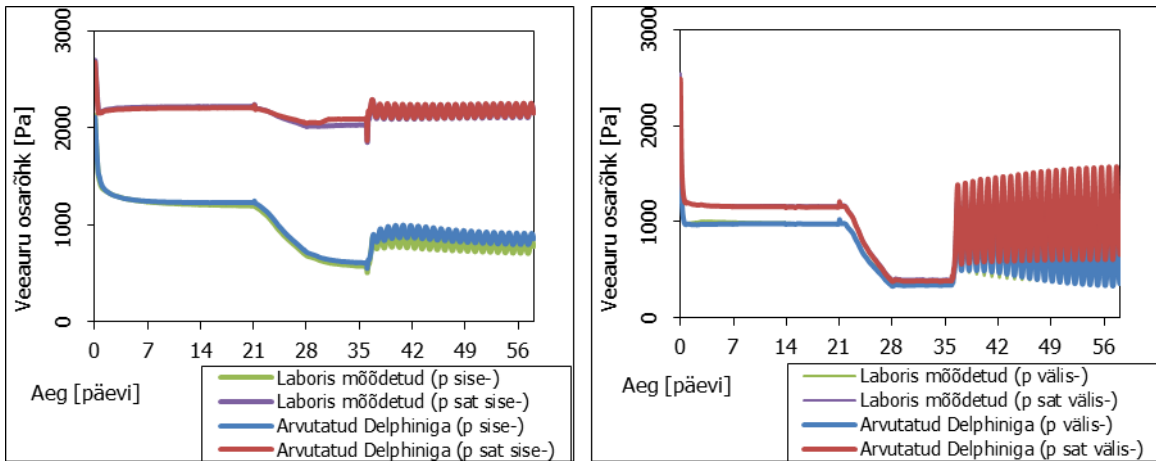 Veeauru osarõhk [Pa]
3000
2000
1000
0
0 7 14 21 28 35 42 49 56
Aeg [päevi]
Laboris mõõdetud (p sise-)
Laboris mõõdetud (p sat sise-)
Arvutatud Delphiniga (p sise-)
Arvutatud Delphiniga (p sat sise-)
Veeauru osarõhk [Pa]
3000
2000
1000
0
0 7 14 21 28 35 42 49 56
Aeg [päevi]
Laboris mõõdetud (p välis-)
Laboris mõõdetud (p sat välis-)
Arvutatud Delphiniga (p välis-)
Arvutatud Delphiniga (p sat välis-)